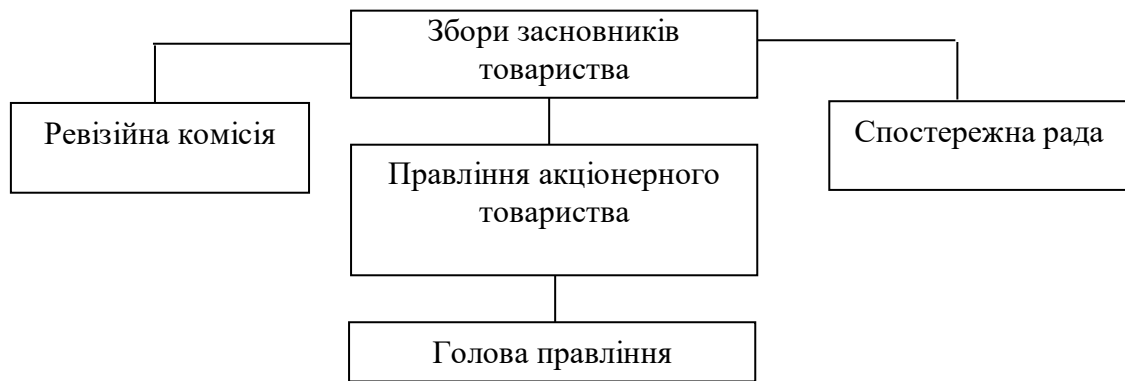 Збори засновників
товариства
Ревізійна комісія
Спостережна рада
Правління акціонерного
товариства
Голова правління